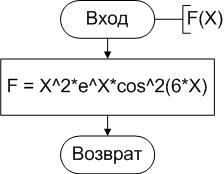 Вход
F(X)
F = X^2*e^X*cos^2(6*X)
Возврат